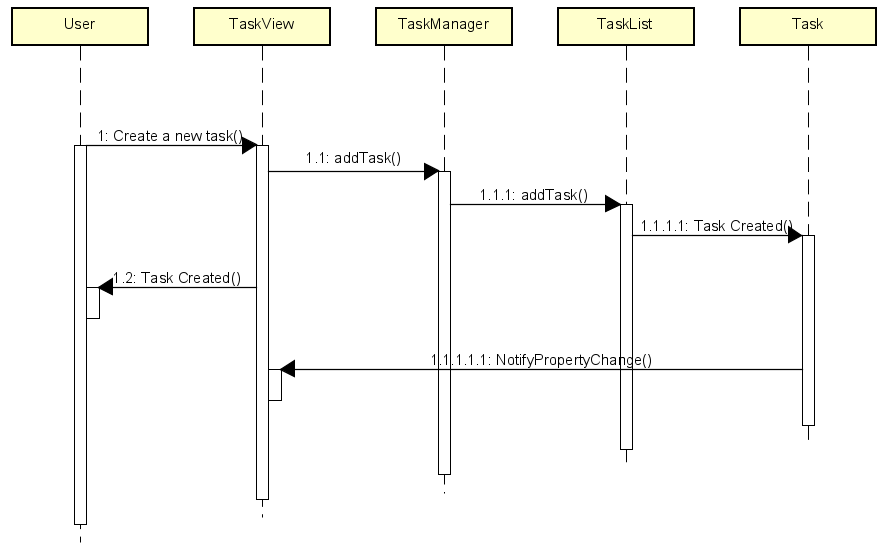 User
TaskView
TaskManager
TaskList
Task
1: Create a new task()
1.1: addTask()
1.1.1: addTask()
1.1.1.1: Task Created()
1.2: Task Created()
1.1.1.1.1: NotifyPropertyChange()